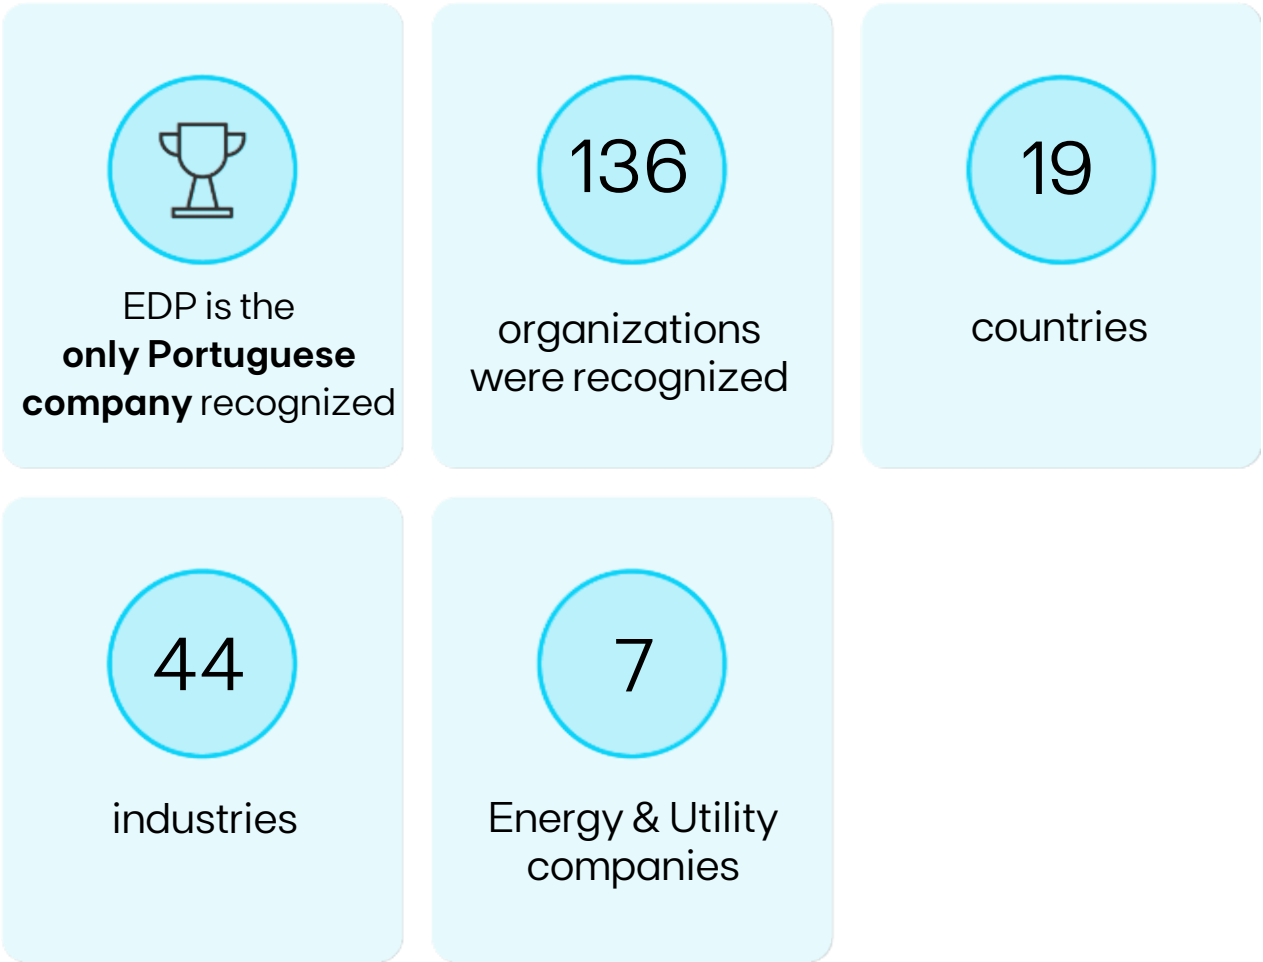 EDP is the
only Portuguese
company recognized
136
organizations
were recognized
19
countries
44
industries
7
Energy & Utility
companies